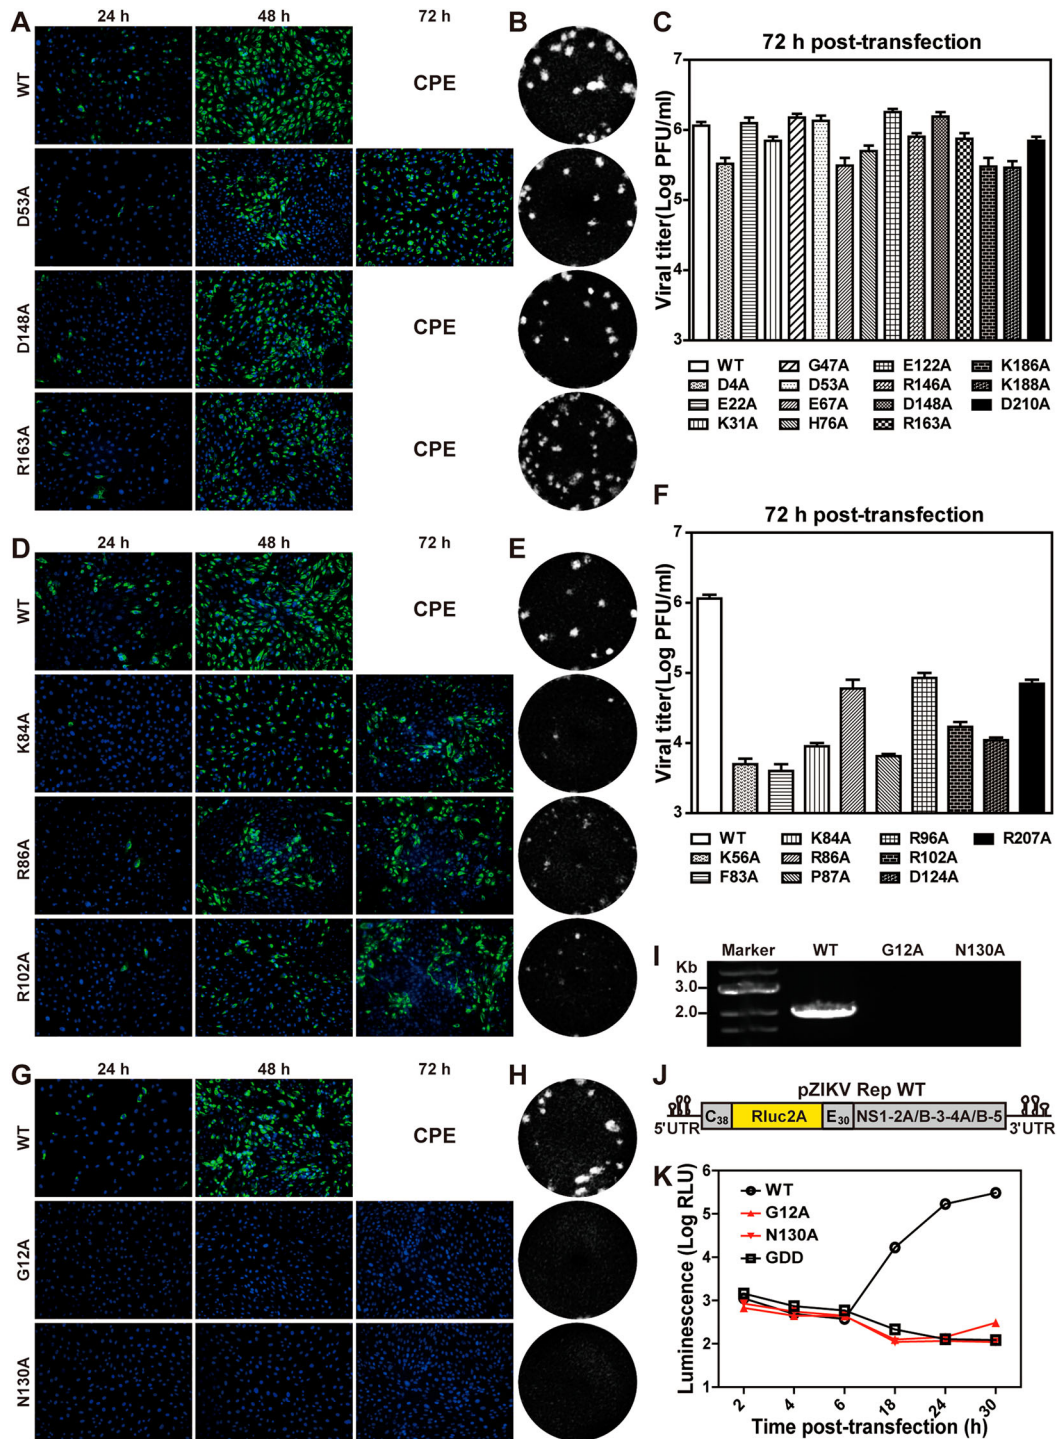 A
24 h
48 h
72 h
WT
CPE
D53A
D148A
CPE
R163A
CPE
B
C
72 h post-transfection
Viral titer(Log PFU/ml)
7
6
5
4
3
WT
G47A
E122A
K186A
D4A
D53A
R146A
K188A
E22A
E67A
D148A
D210A
K31A
H76A
R163A
D
24 h
48 h
72 h
WT
CPE
K84A
R86A
R102A
E
F
72 h post-transfection
Viral titer(Log PFU/ml)
7
6
5
4
3
WT
K84A
R96A
R207A
K56A
R86A
R102A
F83A
P87A
D124A
G
24 h
48 h
72 h
WT
CPE
G12A
N130A
H
I
Marker
WT
G12A
N130A
Kb
3.0
2.0
J
pZIKV Rep WT
5'UTR
C38
Rluc2A
E30
NS1-2A/B-3-4A/B-5
3'UTR
K
Luminescence (Log RLU)
6
5
4
3
2
1
WT
G12A
N130A
GDD
2
4
6
18
24
30
Time post-transfection (h)